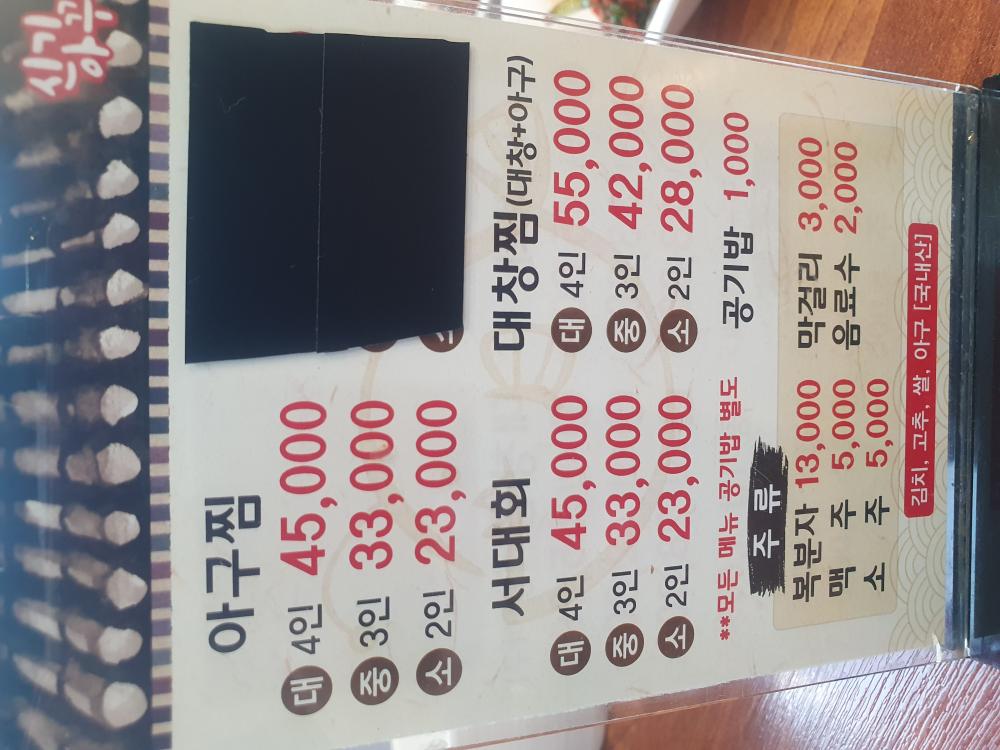 신기
아구
아구찜
대 4인 45,000
중 3인 33,000
소 2인 23,000
서대회
대 4인 45,000
중 3인 33,000
소 2인 23,000
대창찜(대창+아구)
대 4인 55,000
중 3인 42,000
소 2인 28,000
**모든 메뉴 공기밥 별도
공기밥 1,000
주류
복분자 13,000
맥 주 5,000
소 주 5,000
막걸리 3,000
음료수 2,000
김치, 고추, 쌀, 아구 [국내산]